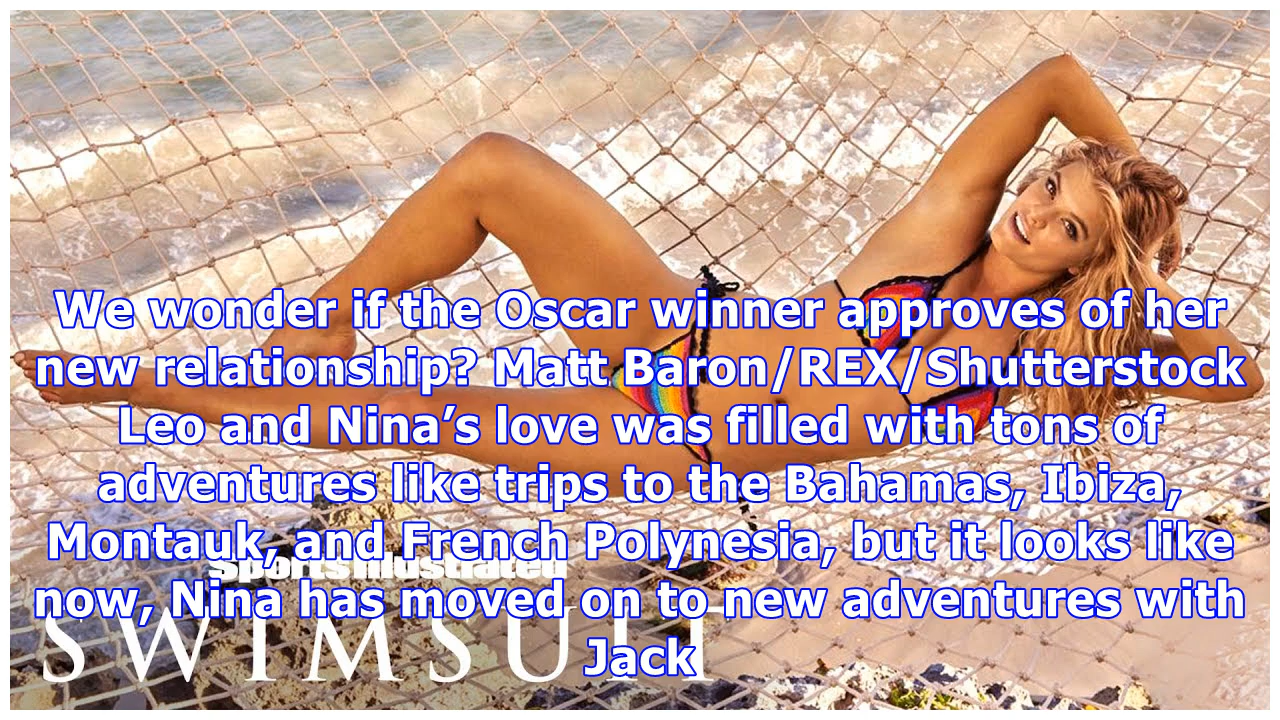 We wonder if the Oscar winner approves of her
new relationship? Matt Baron/REX/Shutterstock
Leo and Nina’s love was filled with tons of
adventures like trips to the Bahamas, Ibiza,
Montauk, and French Polynesia, but it looks like
Sports Illustrated
now, Nina has moved on to new adventures with
SWIMSUIT
Jack